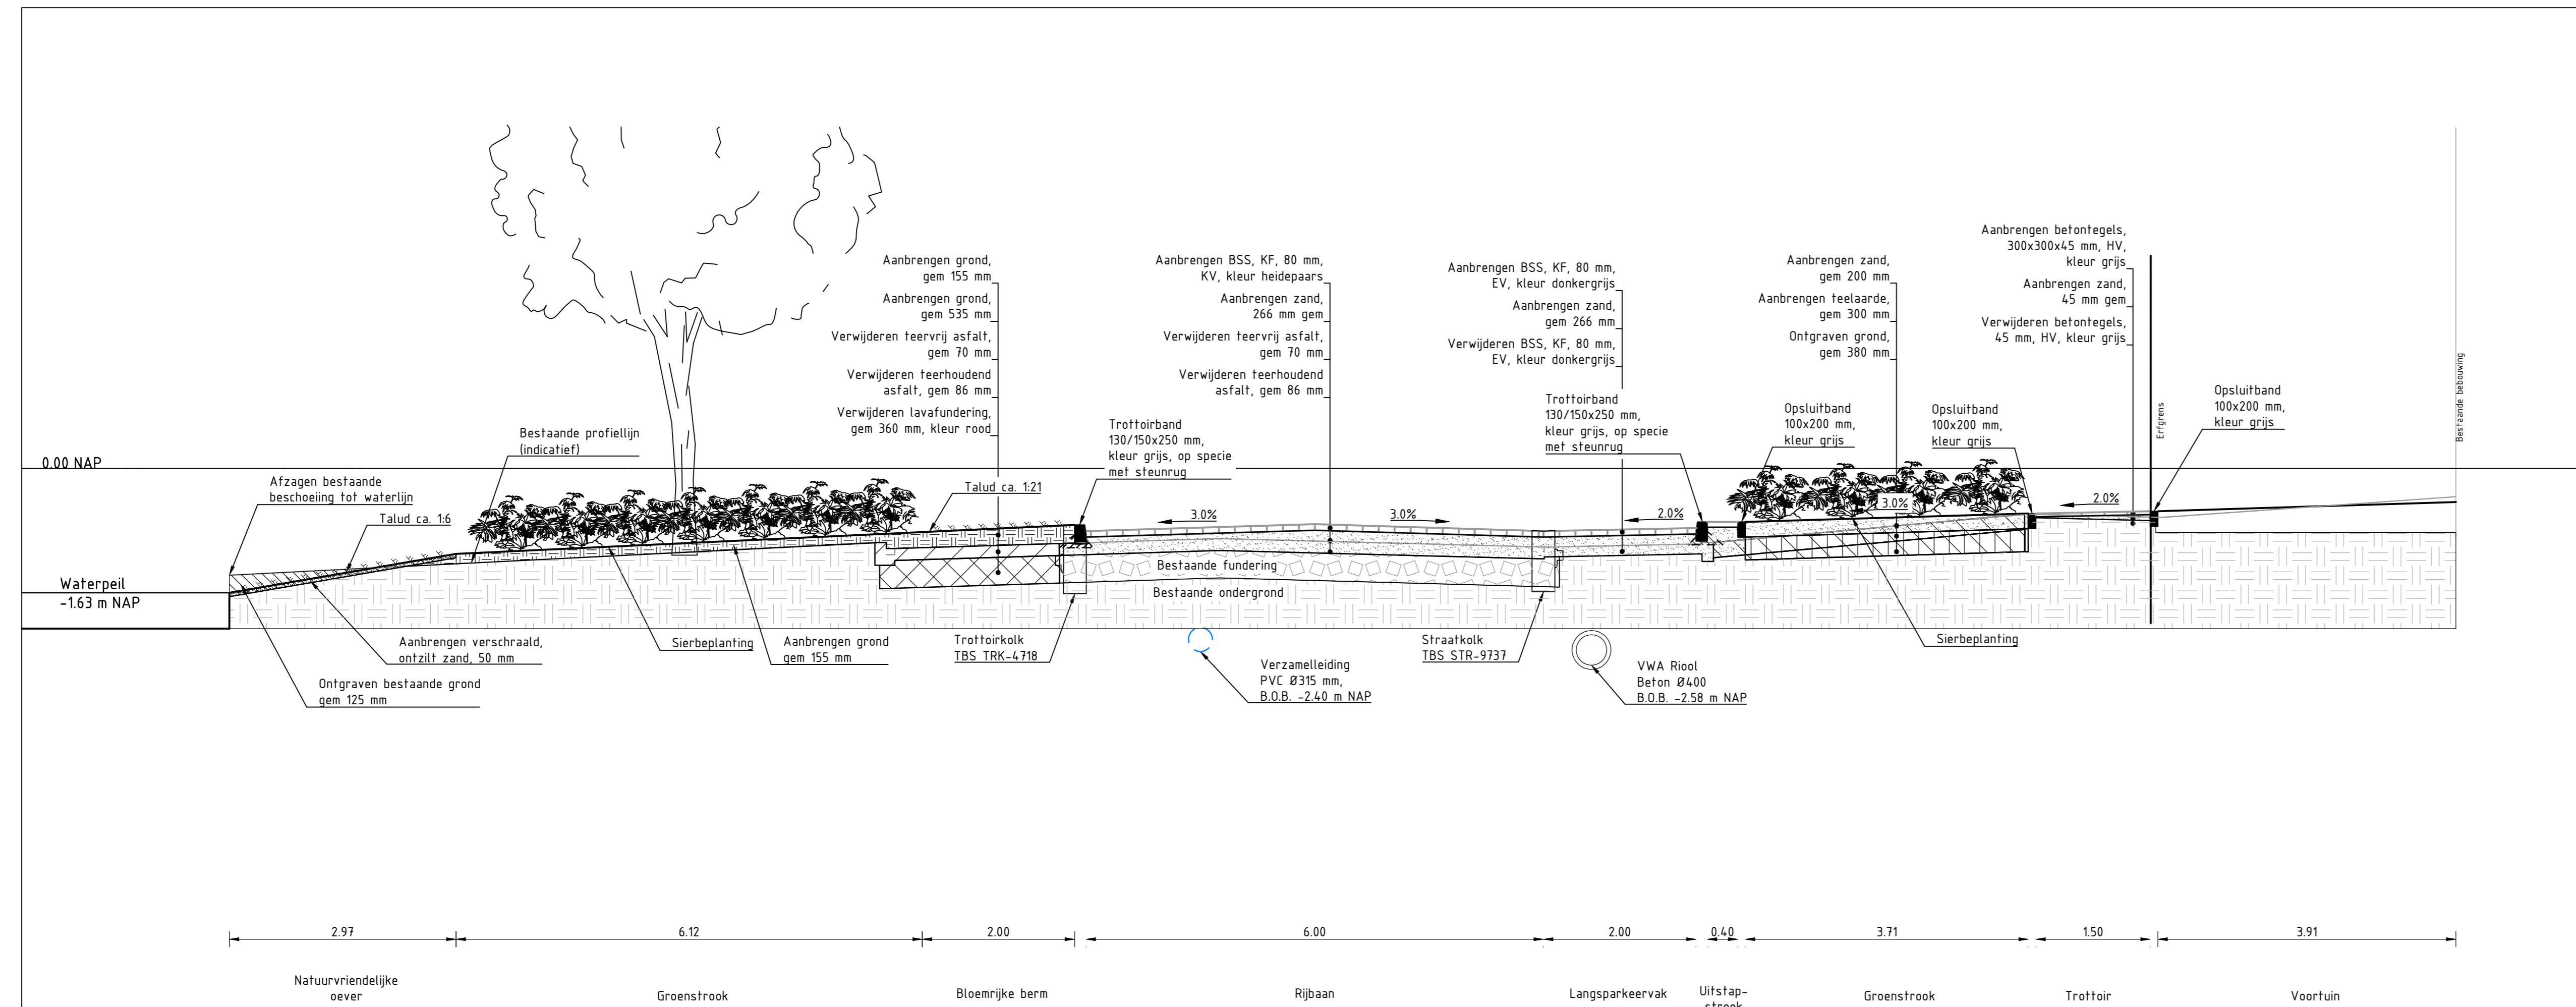 Aanbrengen grond,
gem 155 mm
Aanbrengen grond,
gem 535 mm
Verwijderen teervrij asfalt,
gem 70 mm
Verwijderen teerhoudend
asfalt, gem 86 mm
Verwijderen lavafundering,
gem 360 mm, kleur rood
Aanbrengen BSS, KF, 80 mm,
KV, kleur heidepaars
Aanbrengen zand,
266 mm gem
Verwijderen teervrij asfalt,
gem 70 mm
Verwijderen teerhoudend
asfalt, gem 86 mm
Aanbrengen BSS, KF, 80 mm,
EV, kleur donkergrijs
Aanbrengen zand,
gem 266 mm
Verwijderen BSS, KF, 80 mm,
EV, kleur donkergrijs
Aanbrengen zand,
gem 200 mm
Aanbrengen teelaarde,
gem 300 mm
Ontgraven grond,
gem 380 mm
Aanbrengen betontegels,
300x300x45 mm, HV,
kleur grijs
Aanbrengen zand,
45 mm gem
Verwijderen betontegels,
45 mm, HV, kleur grijs
Erfgrens
Bestaande bebouwing
Opsluitband
100x200 mm,
kleur grijs
Opsluitband
100x200 mm,
kleur grijs
Opsluitband
100x200 mm,
kleur grijs
Trottoirband
130/150x250 mm,
kleur grijs, op specie
met steunrug
Trottoirband
130/150x250 mm,
kleur grijs, op specie
met steunrug
Bestaande profiellijn
(indicatief)
0.00 NAP
Afzagen bestaande
beschoeiing tot waterlijn
Talud ca. 1:6
Talud ca. 1:21
3.0%
3.0%
2.0%
3.0%
2.0%
Waterpeil
-1.63 m NAP
Bestaande fundering
Bestaande ondergrond
Aanbrengen verschraald,
ontzilt zand, 50 mm
Ontgraven bestaande grond
gem 125 mm
Sierbeplanting
Aanbrengen grond
gem 155 mm
Trottoirkolk
TBS TRK-4718
Verzamelleiding
PVC Ø315 mm,
B.O.B. -2.40 m NAP
Straatkolk
TBS STR-9737
VWA Riool
Beton Ø400
B.O.B. -2.58 m NAP
Sierbeplanting
2.97
6.12
2.00
6.00
2.00
0.40
3.71
1.50
3.91
Natuurvriendelijke
oever
Groenstrook
Bloemrijke berm
Rijbaan
Langsparkeervak
Uitstap-
strook
Groenstrook
Trottoir
Voortuin